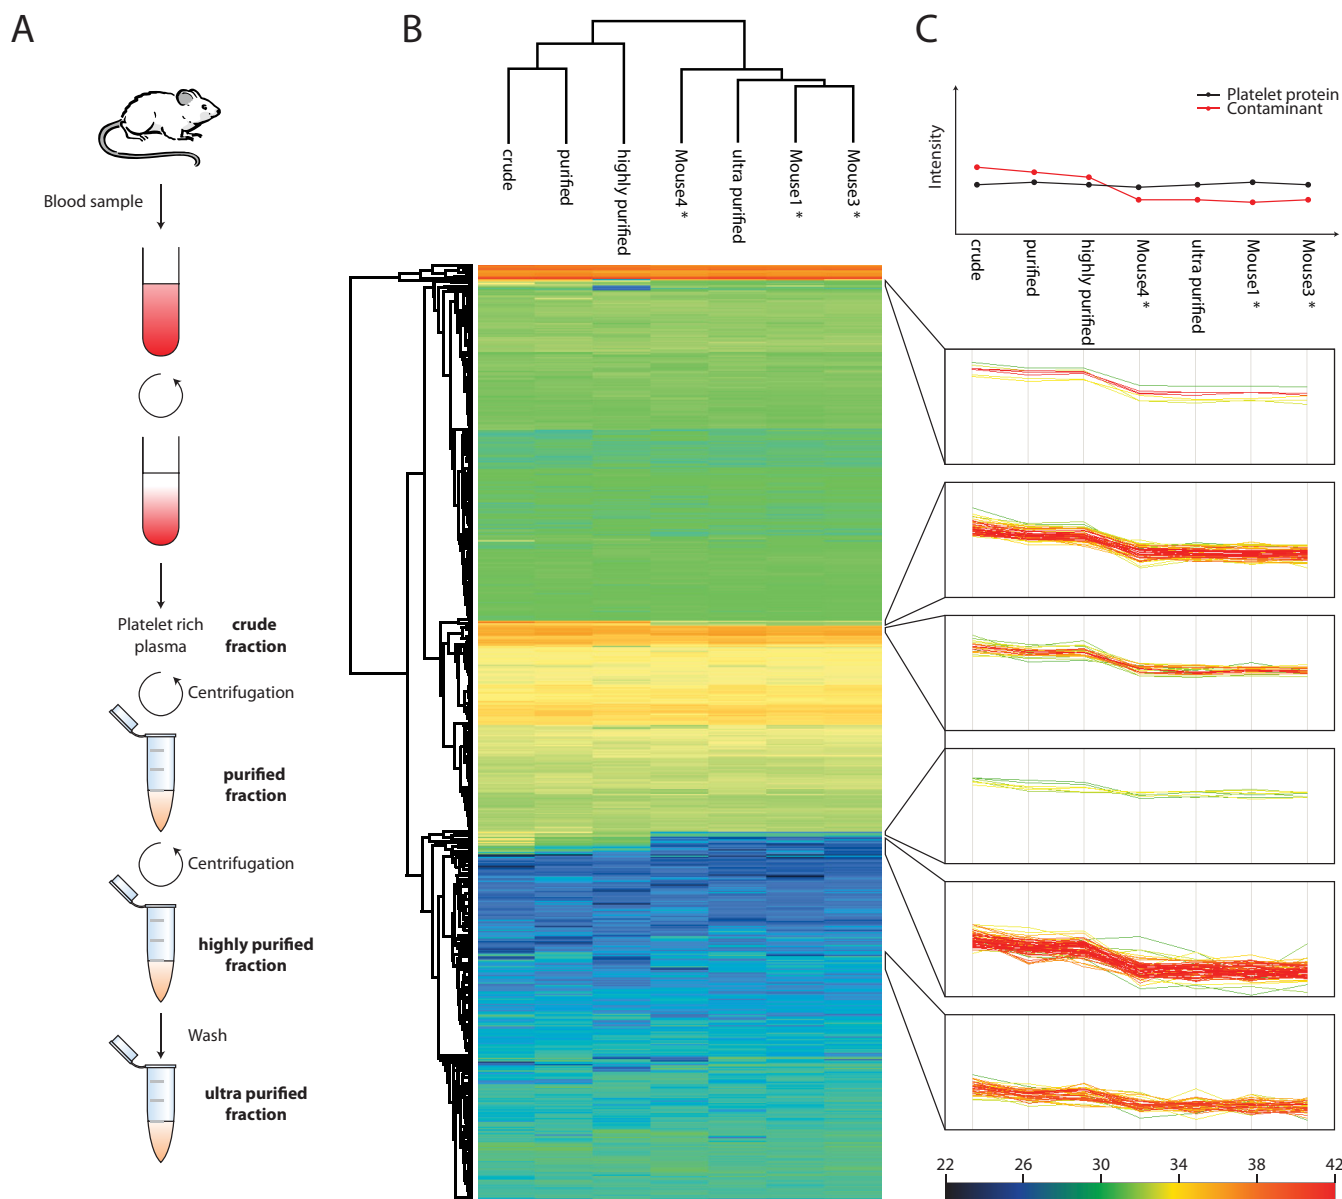 A
Blood sample
Platelet rich
plasma
crude
fraction
Centrifugation
purified
fraction
Centrifugation
highly purified
fraction
Wash
ultra purified
fraction
B
crude
purified
highly purified
Mouse4 *
ultra purified
Mouse1 *
Mouse3 *
C
Intensity
Platelet protein
Contaminant
crude
purified
highly purified
Mouse4 *
ultra purified
Mouse1 *
Mouse3 *
22 26 30 34 38 42